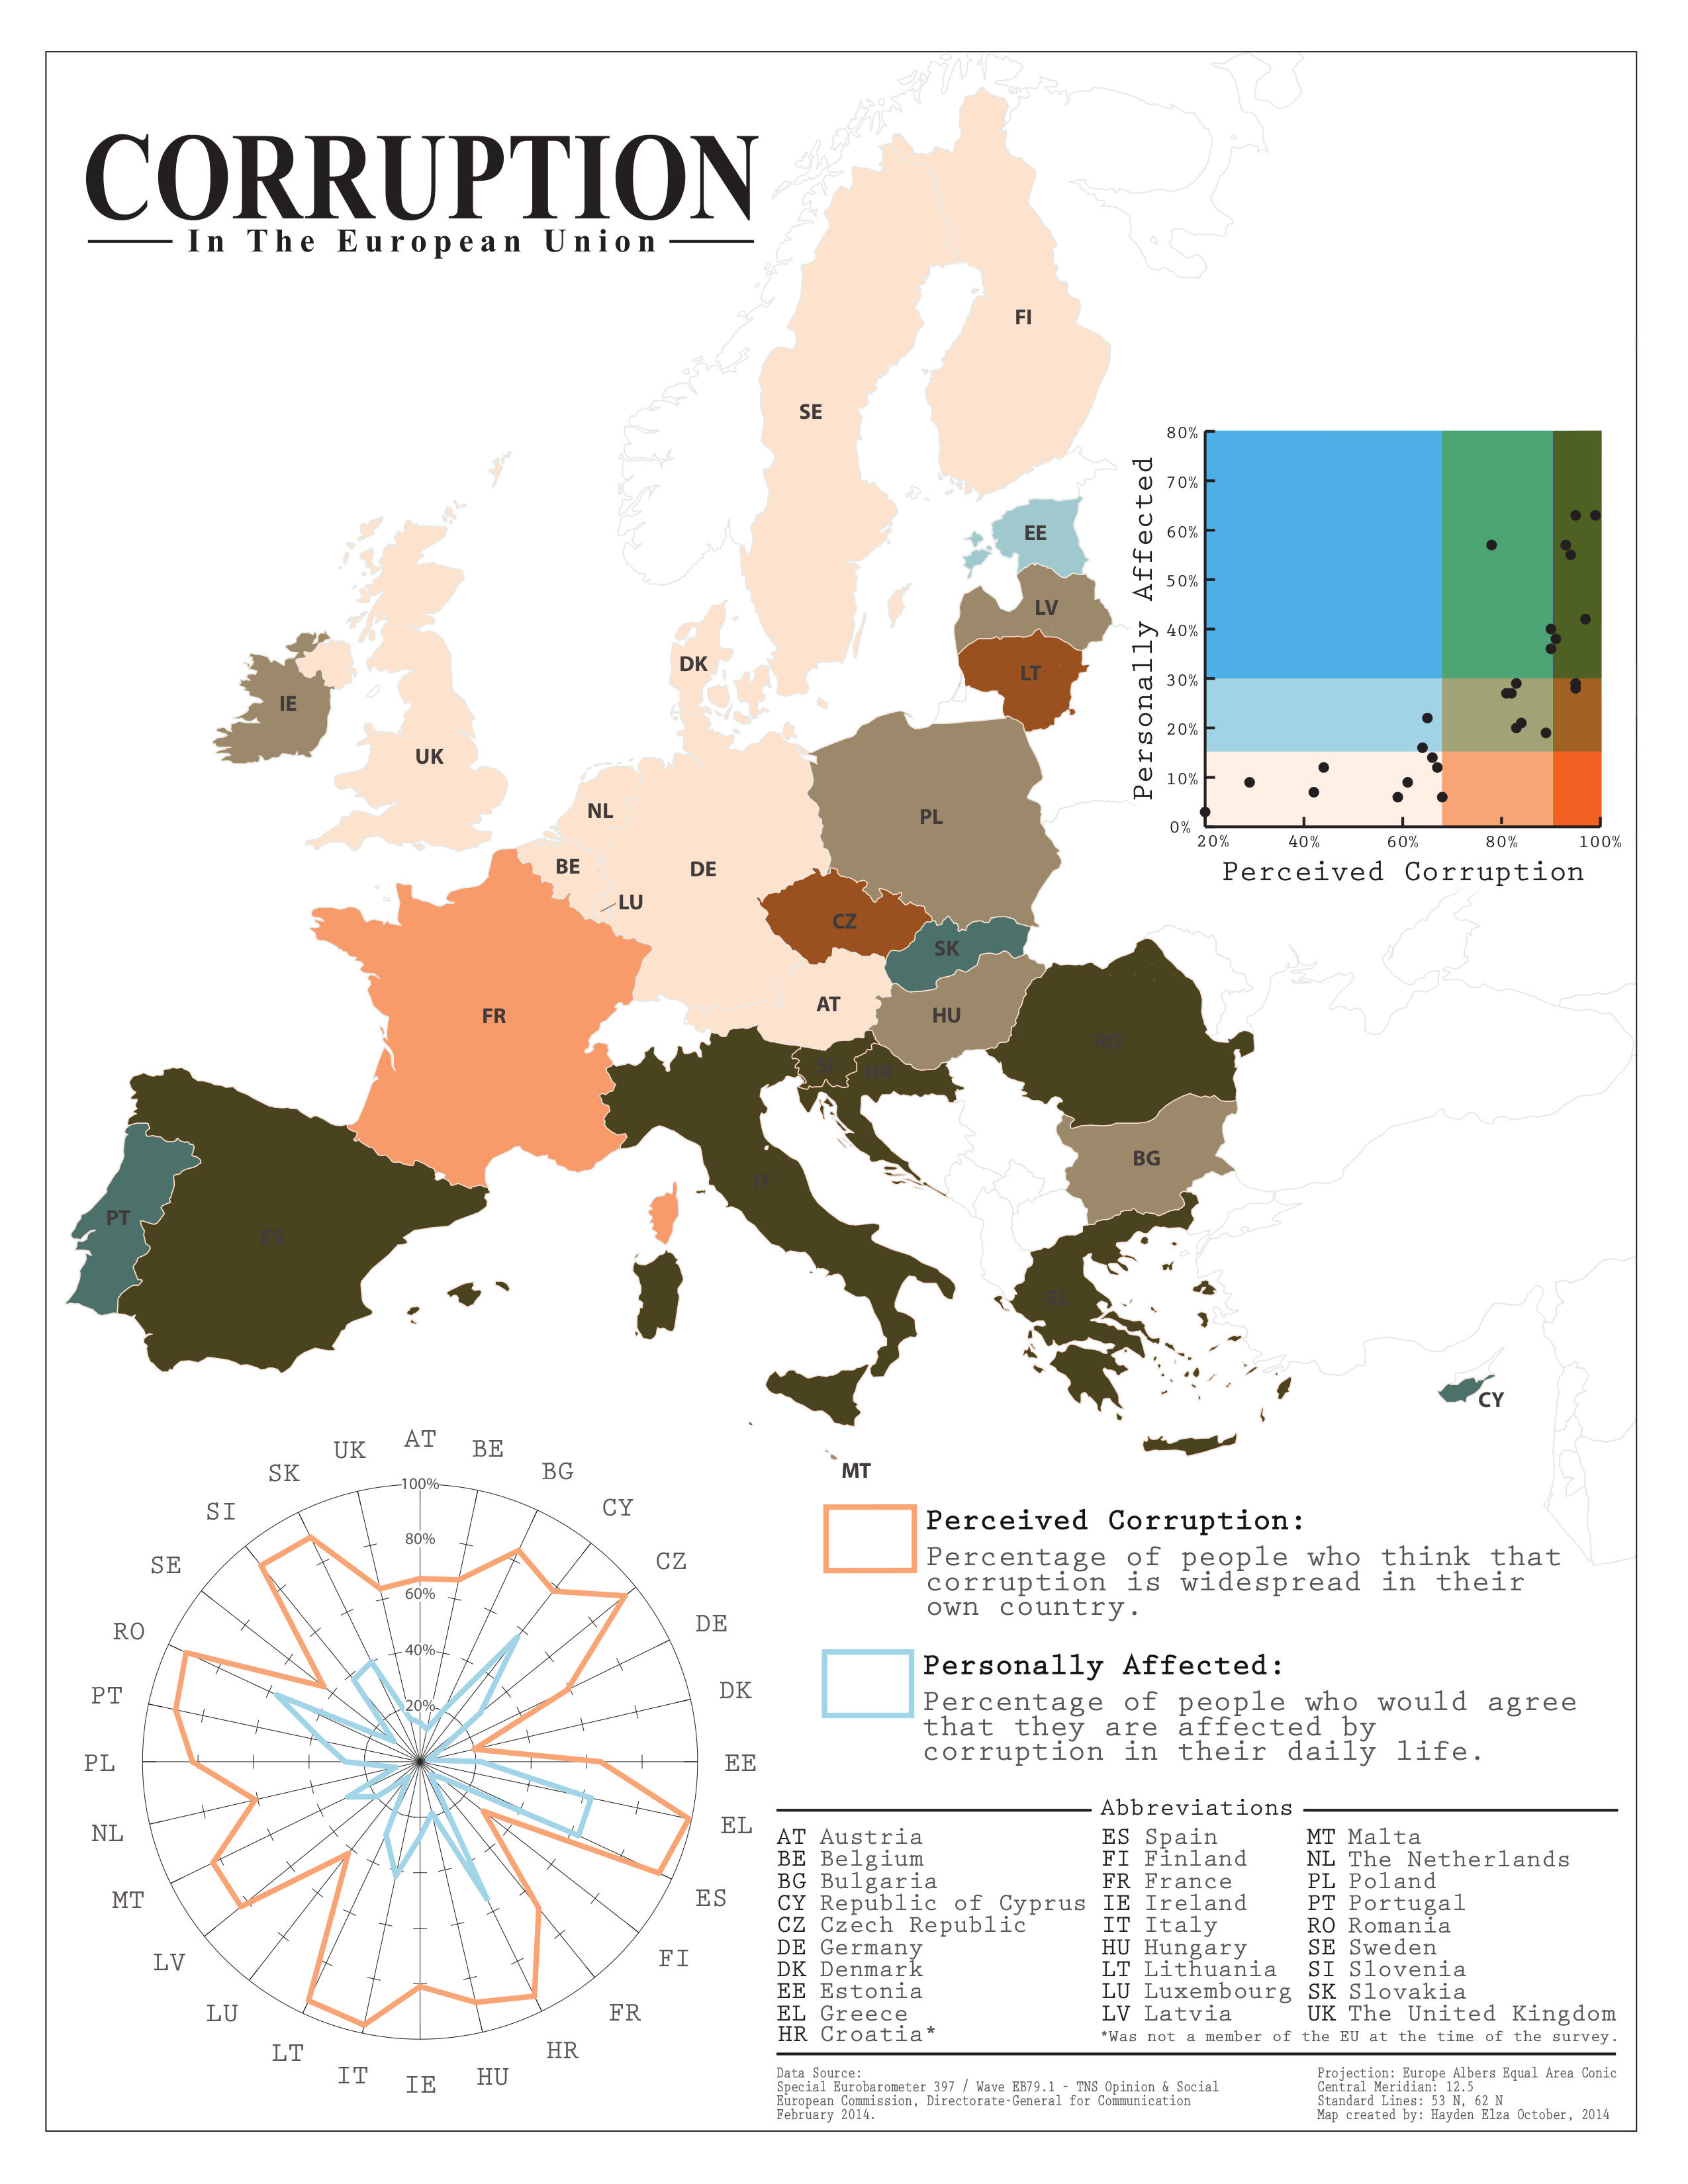 CORRUPTION
In The European Union
FI
SE
EE
LV
DK
LT
IE
UK
NL
PL
BE
DE
LU
CZ
SK
FR
AT
HU
RO
SI
HR
BG
IT
PT
ES
EL
CY
MT
80%
70%
60%
50%
40%
30%
20%
10%
0%
Personally Affected
20%
40%
60%
80%
100%
Perceived Corruption
AT
BE
BG
CY
CZ
DE
DK
EE
EL
ES
FI
FR
HR
HU
IE
IT
LT
LU
LV
MT
NL
PL
PT
RO
SE
SI
SK
UK
100%
80%
60%
40%
20%
Perceived Corruption:
Percentage of people who think that
corruption is widespread in their
own country.
Personally Affected:
Percentage of people who would agree
that they are affected by
corruption in their daily life.
Abbreviations
AT Austria
BE Belgium
BG Bulgaria
CY Republic of Cyprus
CZ Czech Republic
DE Germany
DK Denmark
EE Estonia
EL Greece
HR Croatia*
ES Spain
FI Finland
FR France
IE Ireland
IT Italy
HU Hungary
LT Lithuania
LU Luxembourg
LV Latvia
MT Malta
NL The Netherlands
PL Poland
PT Portugal
RO Romania
SE Sweden
SI Slovenia
SK Slovakia
UK The United Kingdom
*Was not a member of the EU at the time of the survey.
Data Source:
Special Eurobarometer 397 / Wave EB79.1 - TNS Opinion & Social
European Commission, Directorate-General for Communication
February 2014.
Projection: Europe Albers Equal Area Conic
Central Meridian: 12.5
Standard Lines: 53 N, 62 N
Map created by: Hayden Elza October, 2014